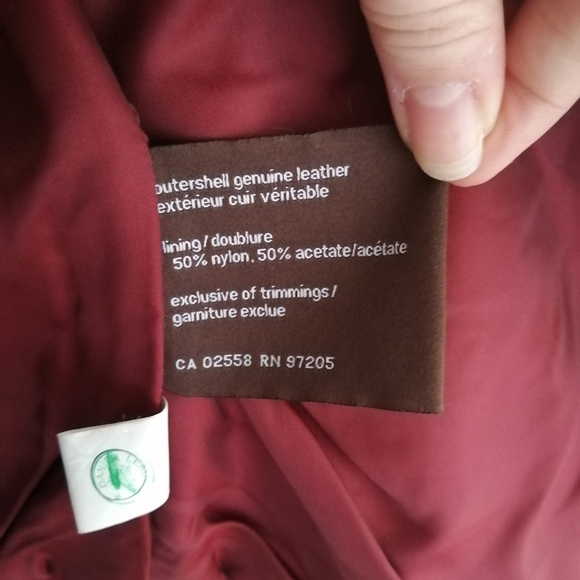 outershell genuine leather
extérieur cuir véritable
lining/doublure
50% nylon, 50% acetate/acétate
exclusive of trimmings/
garniture exclue
CA 02558 RN 97205